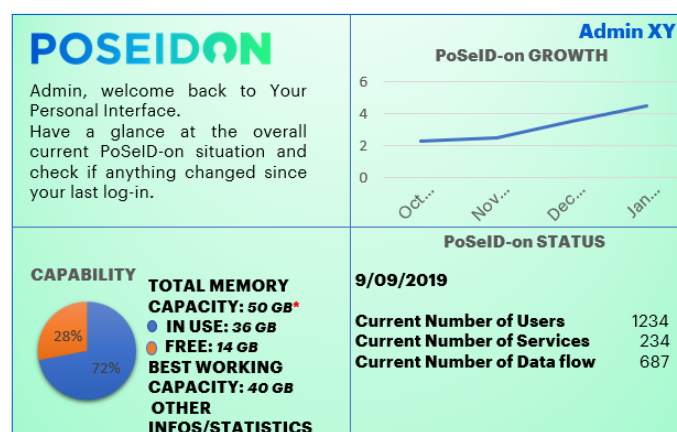 POSEIDON
Admin, welcome back to Your
Personal Interface.
Have a glance at the overall
current PoSeID-on situation and
check if anything changed since
your last log-in.
Admin XY
PoSeID-on GROWTH
6
4
2
0
Oct...
Nov...
Dec...
Jan...
CAPABILITY
28%
72%
TOTAL MEMORY
CAPACITY: 50 GB*
IN USE: 36 GB
FREE: 14 GB
BEST WORKING
CAPACITY: 40 GB
OTHER
INFOS/STATISTICS
PoSeID-on STATUS
9/09/2019
Current Number of Users 1234
Current Number of Services 234
Current Number of Data flow 687